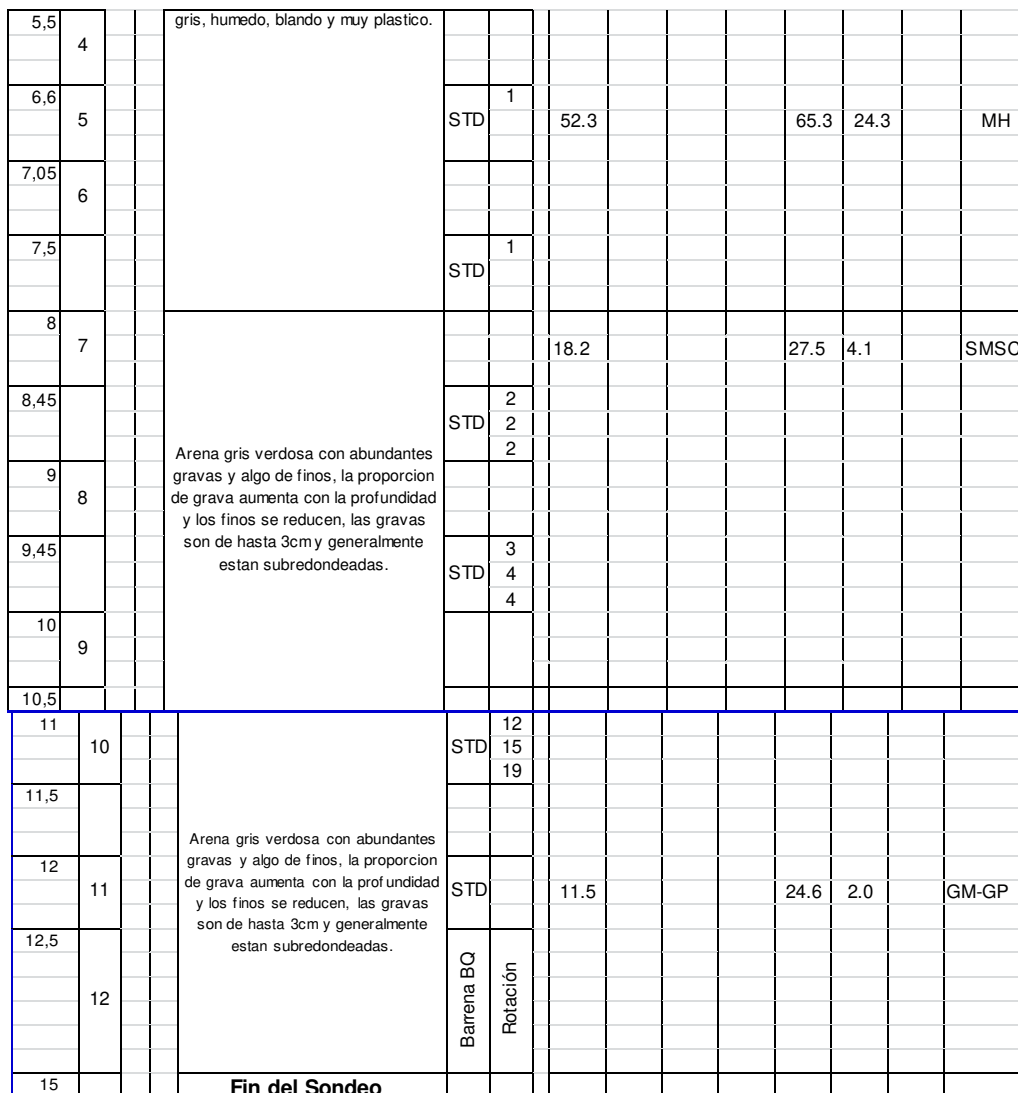 5,5 gris, humedo, blando y muy plastico.
4
6,6 1
5 STD 52.3 65.3 24.3 MH
7,05
6
7,5 1
STD
8
7 18.2 27.5 4.1 SMSC
8,45 2
STD 2
2
Arena gris verdosa con abundantes
9 gravas y algo de finos, la proporcion
8 de grava aumenta con la profundidad
y los finos se reducen, las gravas
9,45 son de hasta 3cm y generalmente 3
estan subredondeadas. STD 4
4
10
9
10,5
11 12
10 STD 15
19
11,5
Arena gris verdosa con abundantes
12 gravas y algo de finos, la proporcion
11 de grava aumenta con la profundidad STD 11.5 24.6 2.0 GM-GP
y los finos se reducen, las gravas
son de hasta 3cm y generalmente
12,5 estan subredondeadas.
12 Barrena BQ Rotación
15 Fin del Sondeo